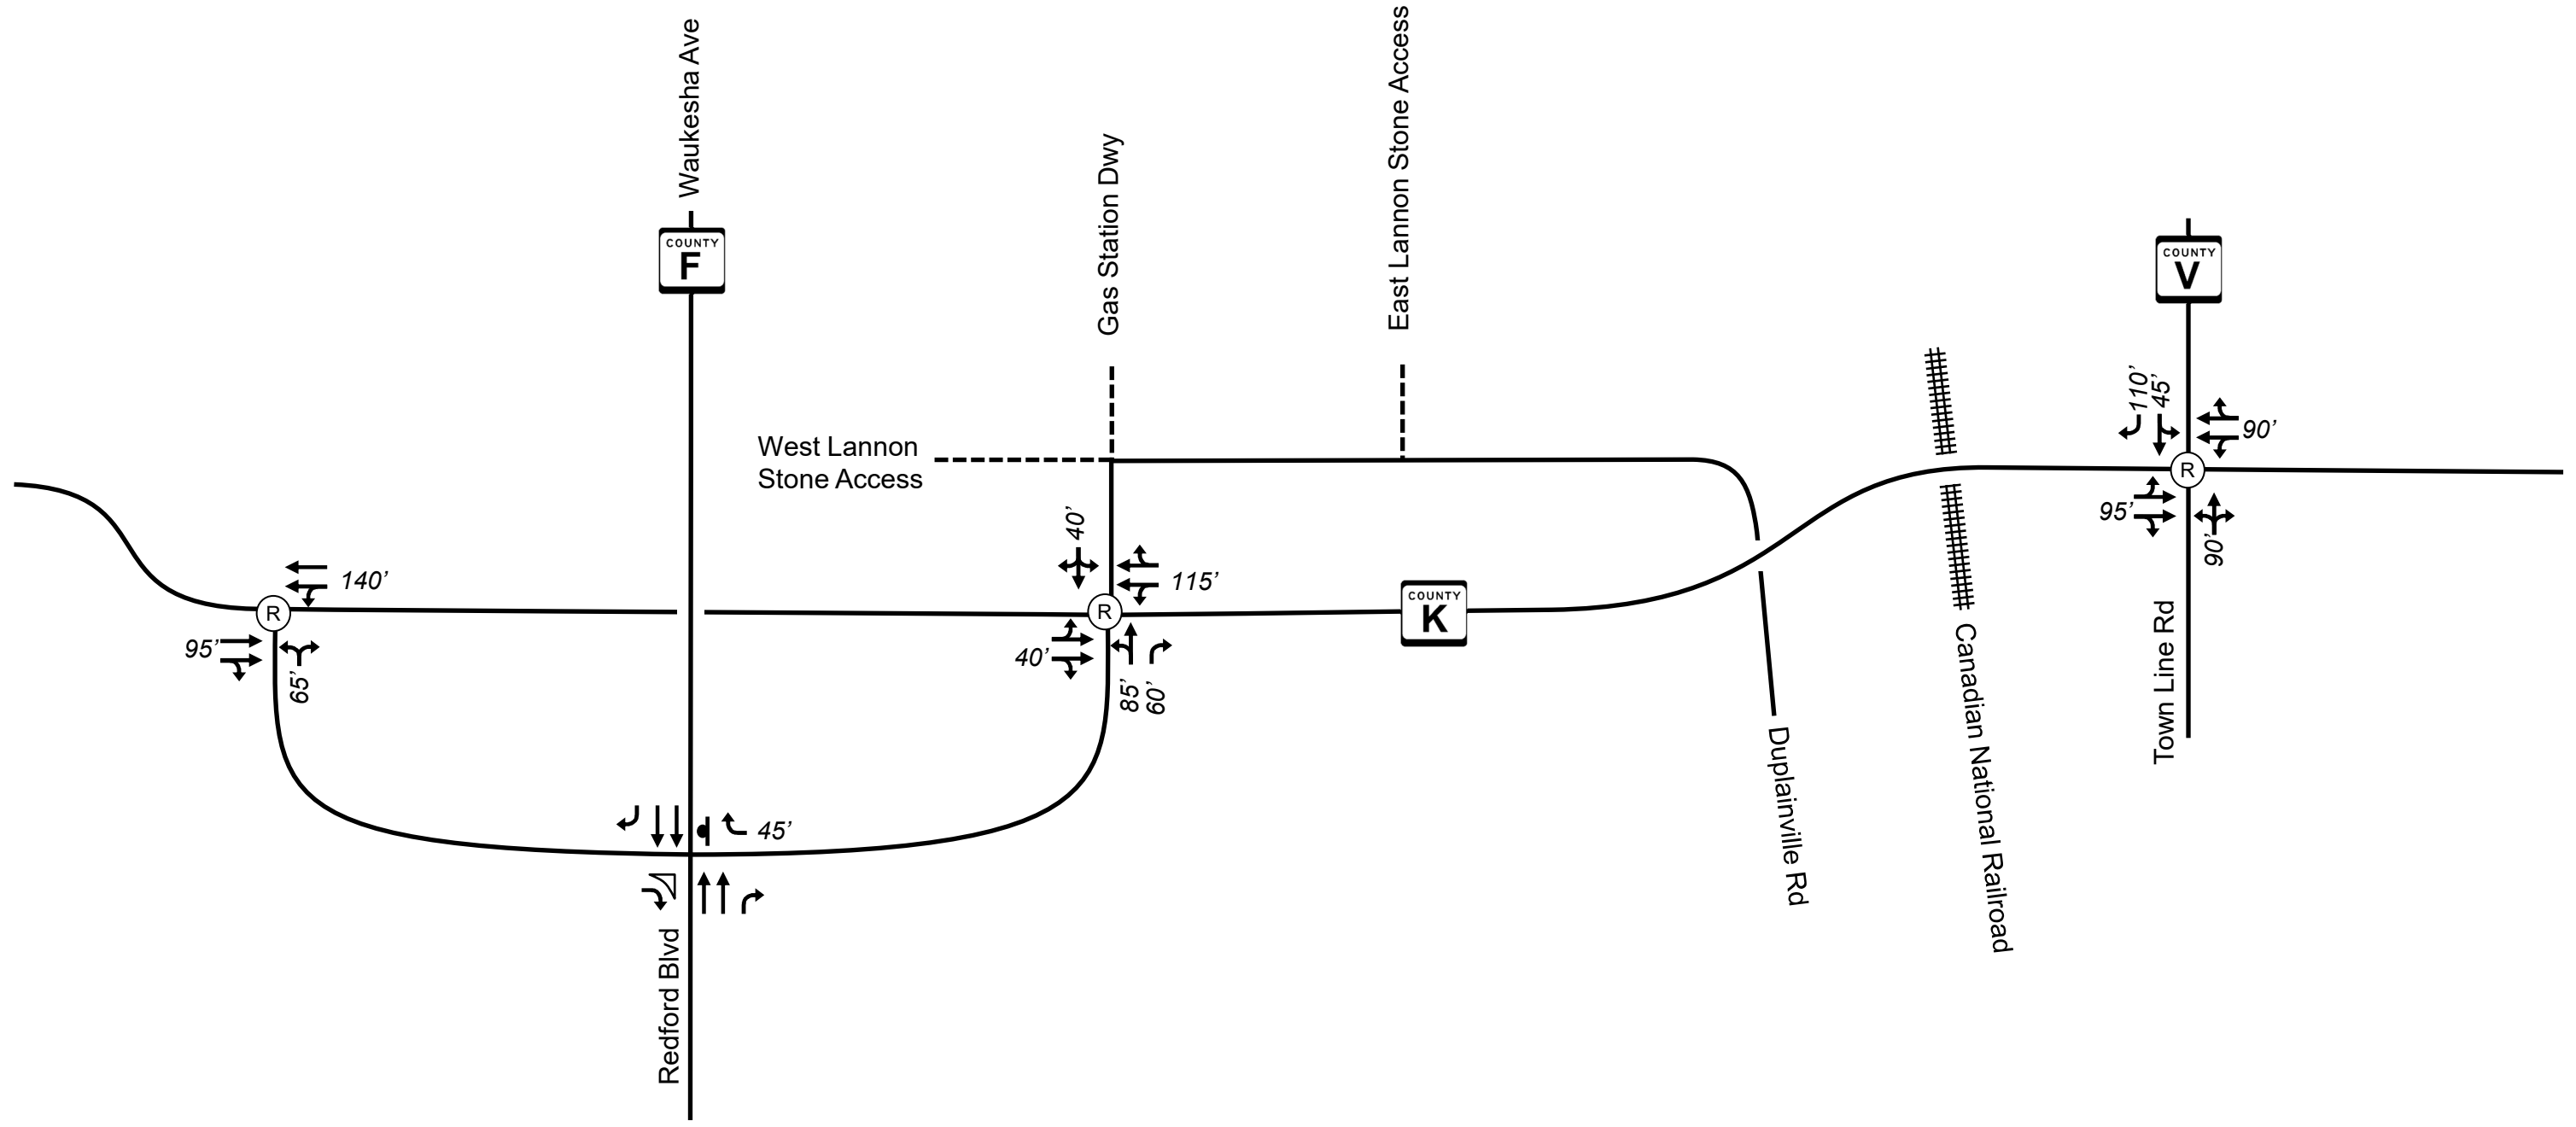 Waukesha Ave
Gas Station Dwy
East Lannon Stone Access
COUNTY
F
COUNTY
V
110’
45’
90’
West Lannon
Stone Access
R
95’
90’
40’
140’
115’
R
R
COUNTY
K
95’
65’
40’
85’
60’
Town Line Rd
Canadian National Railroad
Duplainville Rd
45’
Redford Blvd